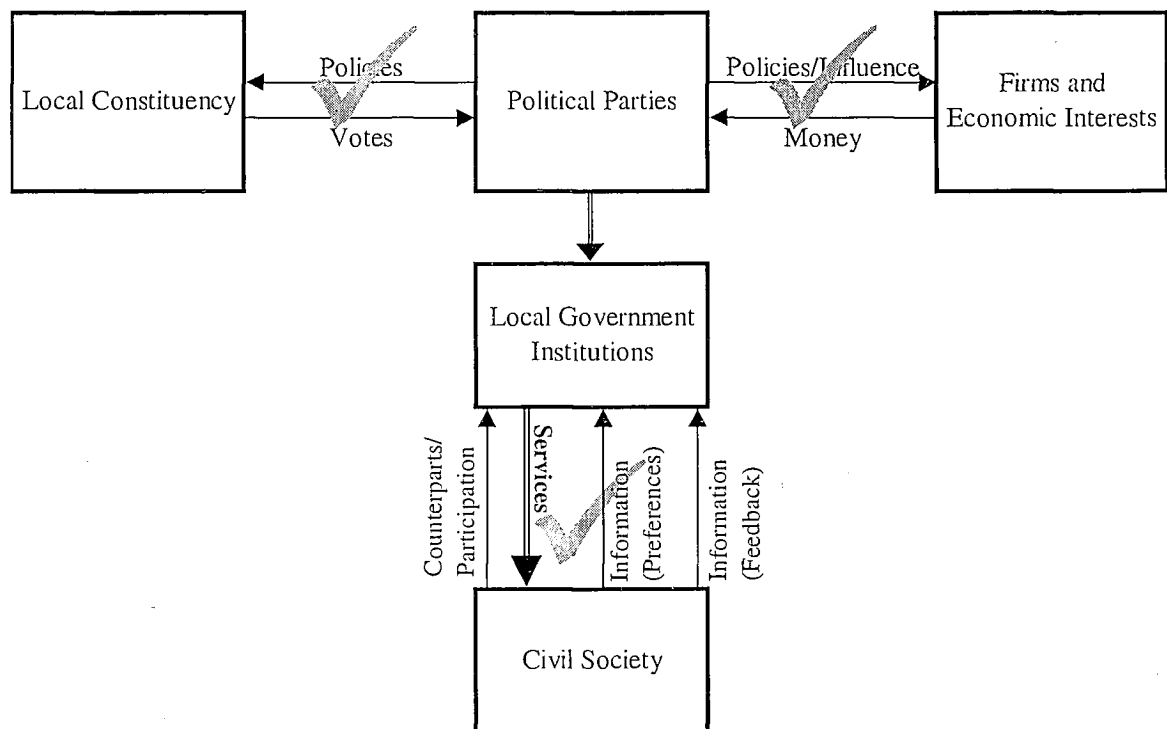 Local Constituency
Policies
Votes
Political Parties
Policies/Influence
Money
Firms and
Economic Interests
Local Government
Institutions
Counterparts/
Participation
Services
Information
(Preferences)
Information
(Feedback)
Civil Society